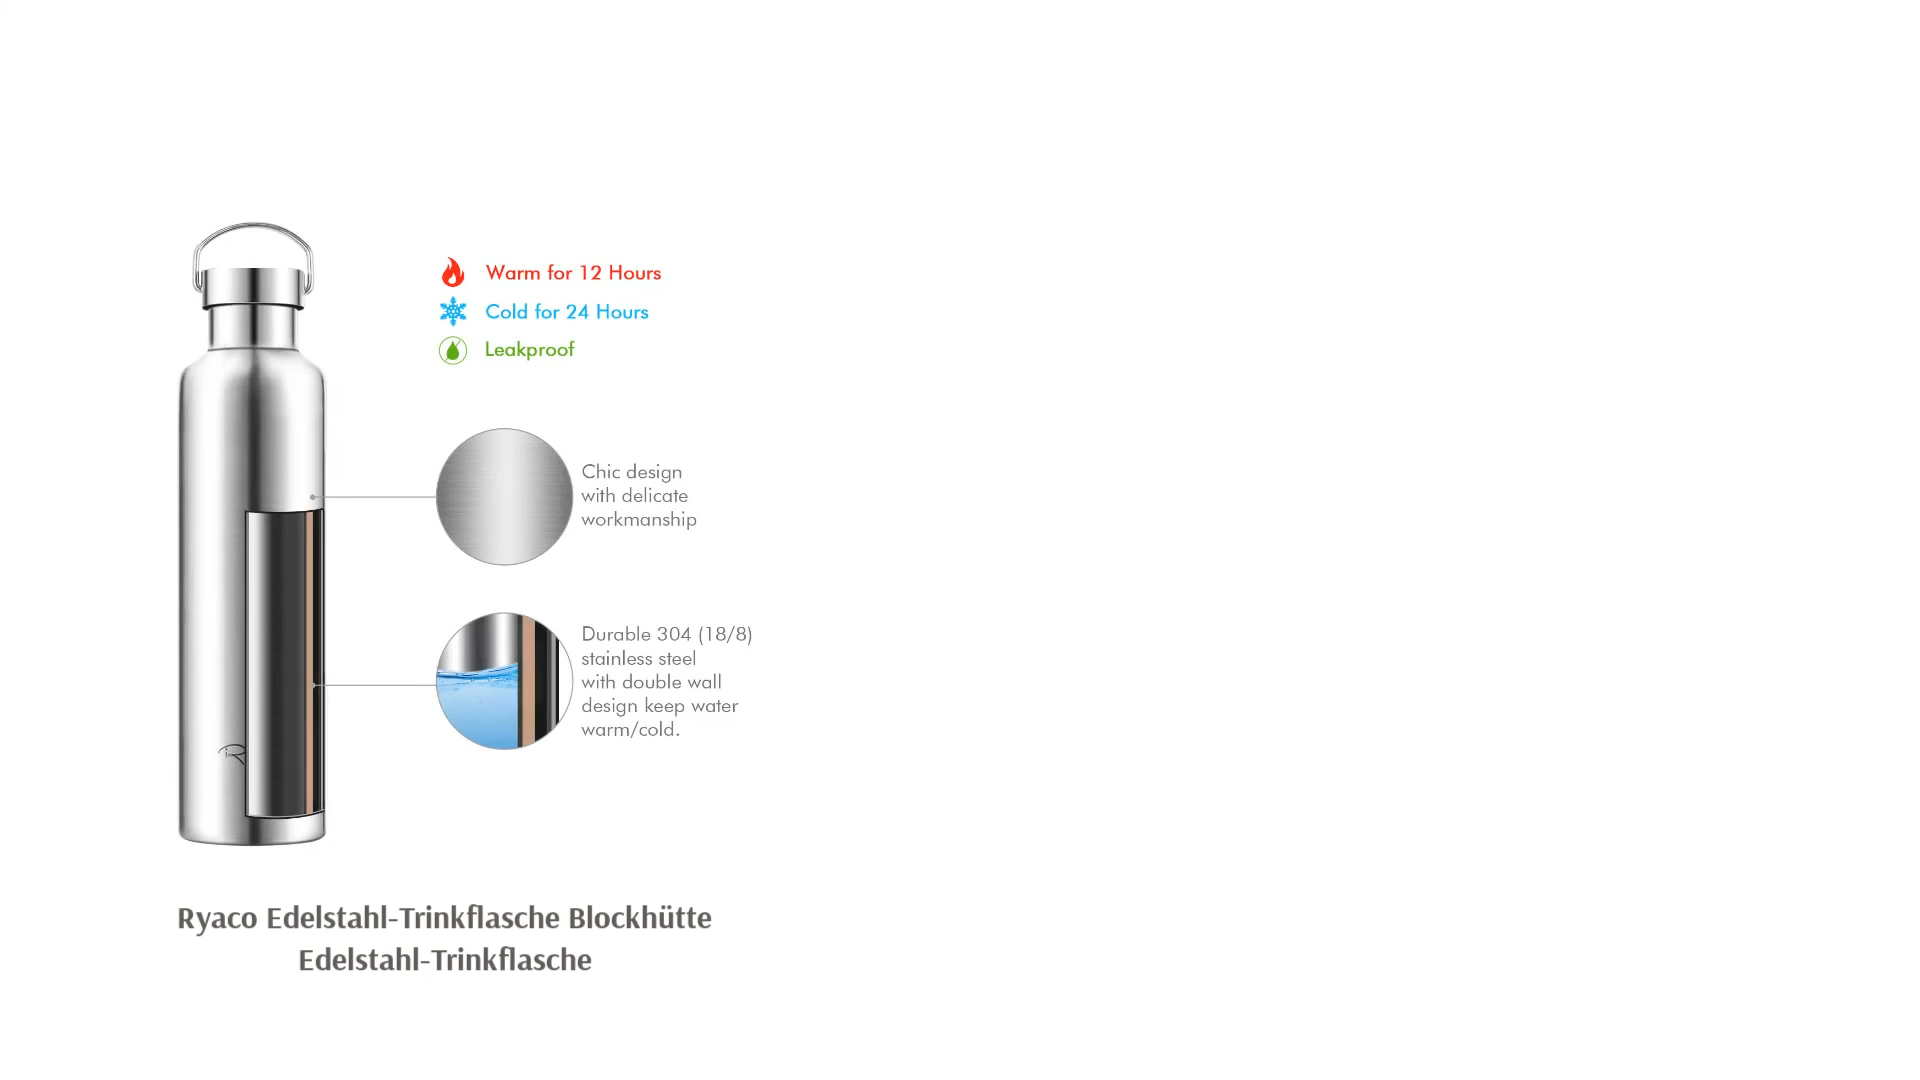 Warm for 12 Hours
Cold for 24 Hours
Leakproof
Chic design
with delicate
workmanship
Durable 304 (18/8)
stainless steel
with double wall
design keep water
warm/cold.
Ryaco Edelstahl-Trinkflasche Blockhütte
Edelstahl-Trinkflasche